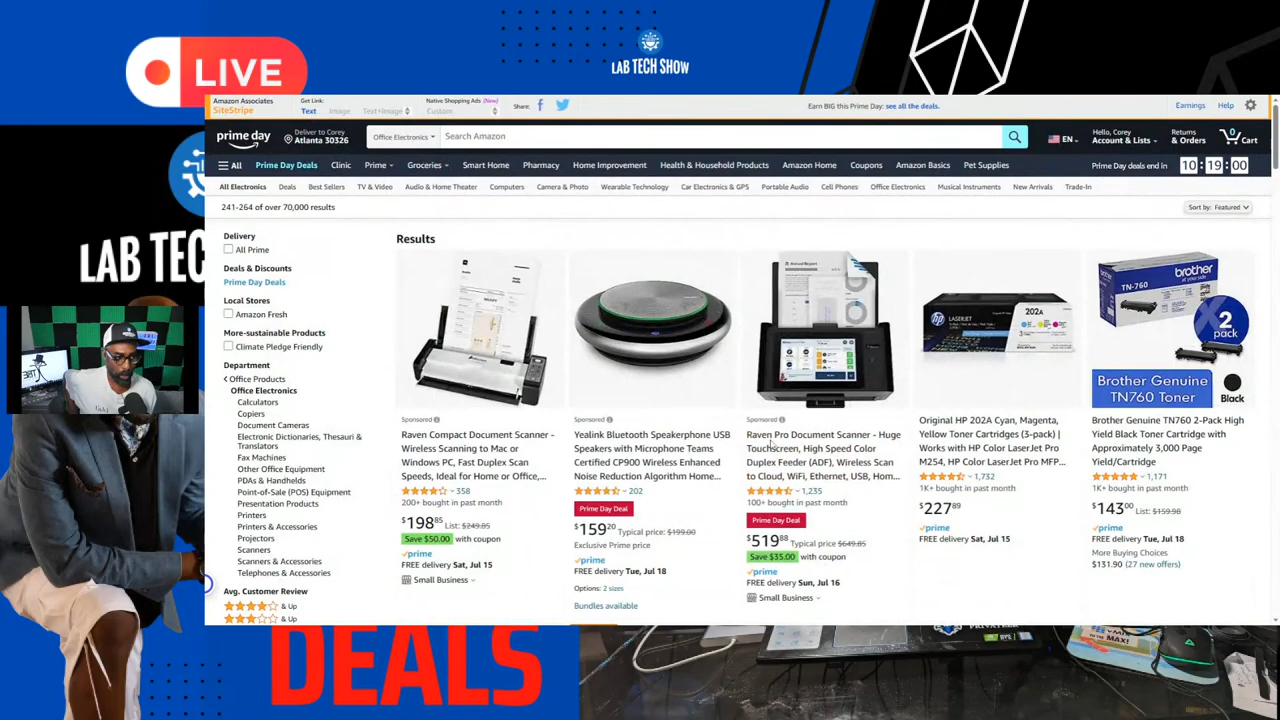 LIVE
LAB TECH SHOW
Amazon Associates
SiteStripe
Get Link:
Text
Image
Text+Image
Native Shopping Ads (New)
Custom
Share:
Earn BIG this Prime Day: see all the deals.
Earnings
Help
prime day
Deliver to Corey
Atlanta 30326
Office Electronics
Search Amazon
EN
Hello, Corey
Account & Lists
Returns
& Orders
0
Cart
All
Prime Day Deals
Clinic
Prime
Groceries
Smart Home
Pharmacy
Home Improvement
Health & Household Products
Amazon Home
Coupons
Amazon Basics
Pet Supplies
Prime Day deals end in
10:19:00
All Electronics
Deals
Best Sellers
TV & Video
Audio & Home Theater
Computers
Camera & Photo
Wearable Technology
Car Electronics & GPS
Portable Audio
Cell Phones
Office Electronics
Musical Instruments
New Arrivals
Trade-In
241-264 of over 70,000 results
Sort by: Featured
LAB TEC
Delivery
All Prime
Deals & Discounts
Prime Day Deals
Local Stores
Amazon Fresh
More-sustainable Products
Climate Pledge Friendly
Department
Office Products
Office Electronics
Calculators
Copiers
Document Cameras
Electronic Dictionaries, Thesauri &
Translators
Fax Machines
Other Office Equipment
PDAs & Handhelds
Point-of-Sale (POS) Equipment
Presentation Products
Printers
Printers & Accessories
Projectors
Scanners
Scanners & Accessories
Telephones & Accessories
Avg. Customer Review
& Up
& Up
Results
Sponsored
Raven Compact Document Scanner -
Wireless Scanning to Mac or
Windows PC, Fast Duplex Scan
Speeds, Ideal for Home or Office,...
358
200+ bought in past month
$198.85 List: $249.85
Save $50.00 with coupon
prime
FREE delivery Sat, Jul 15
Small Business
Sponsored
Yealink Bluetooth Speakerphone USB
Speakers with Microphone Teams
Certified CP900 Wireless Enhanced
Noise Reduction Algorithm Home...
202
Prime Day Deal
$159.20 Typical price: $199.00
Exclusive Prime price
prime
FREE delivery Tue, Jul 18
Options: 2 sizes
Bundles available
Annual Report
Sponsored
Raven Pro Document Scanner - Huge
Touchscreen, High Speed Color
Duplex Feeder (ADF), Wireless Scan
to Cloud, WiFi, Ethernet, USB, Hom...
1,235
100+ bought in past month
Prime Day Deal
$519.88 Typical price: $649.85
Save $35.00 with coupon
prime
FREE delivery Sun, Jul 16
Small Business
hp
LASERJET
202A
Original HP 202A Cyan, Magenta,
Yellow Toner Cartridges (3-pack) |
Works with HP Color LaserJet Pro
M254, HP Color LaserJet Pro MFP...
1,732
1K+ bought in past month
$227.89
prime
FREE delivery Sat, Jul 15
brother
TN-760
2
pack
Brother Genuine
TN760 Toner
Black
Brother Genuine TN760 2-Pack High
Yield Black Toner Cartridge with
Approximately 3,000 Page
Yield/Cartridge
1,171
1K+ bought in past month
$143.00 List: $159.98
prime
FREE delivery Tue, Jul 18
More Buying Choices
$131.90 (27 new offers)
DEALS